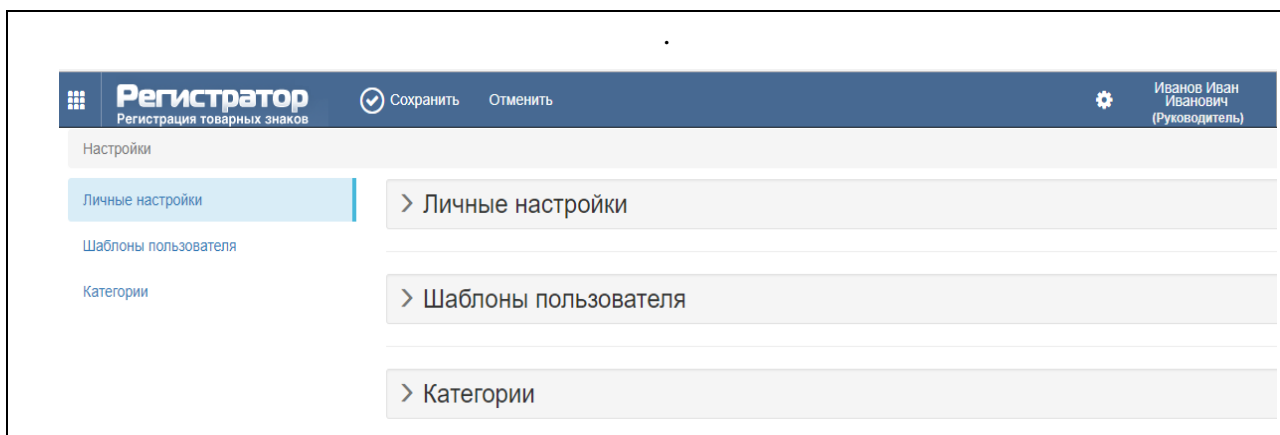 .
Регистратор
Регистрация товарных знаков
Сохранить Отменить
Иванов Иван
Иванович
(Руководитель)
Настройки
Личные настройки
Шаблоны пользователя
Категории
Личные настройки
Шаблоны пользователя
Категории